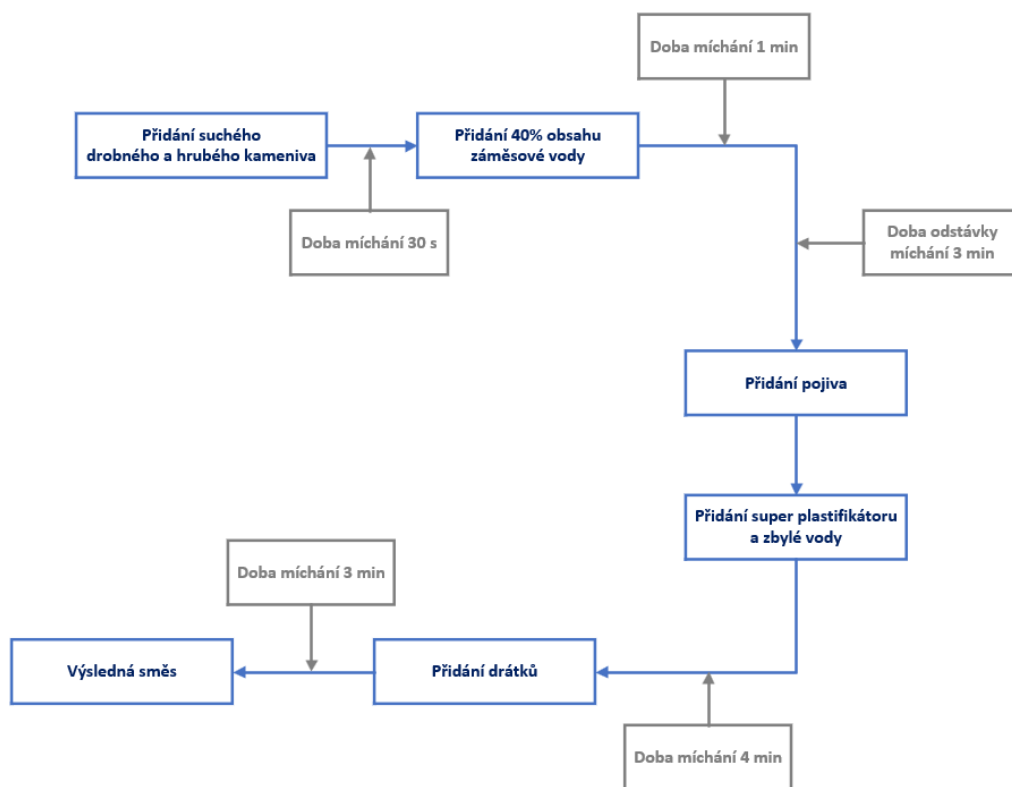 Doba míchání 1 min
Přidání suchého
drobného a hrubého kameniva
Přidání 40% obsahu
záměsové vody
Doba míchání 30 s
Doba odstávky
míchání 3 min
Přidání pojiva
Přidání super plastifikátoru
a zbylé vody
Doba míchání 3 min
Výsledná směs
Přidání drátků
Doba míchání 4 min